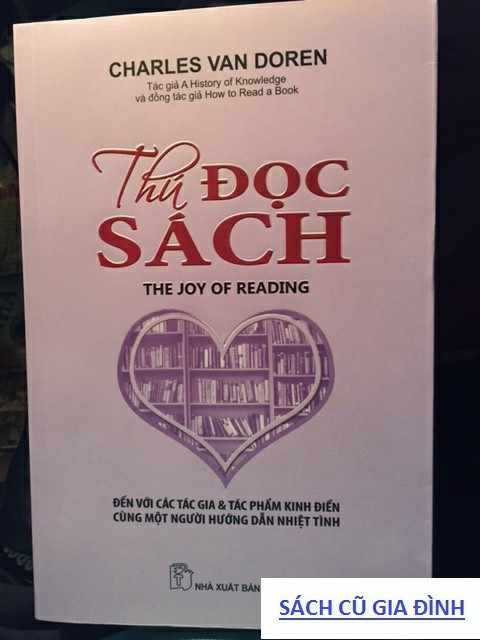 CHARLES VAN DOREN
Tác giả A History of Knowledge
và đồng tác giả How to Read a Book
Thú ĐỌC
SÁCH
THE JOY OF READING
ĐẾN VỚI CÁC TÁC GIA & TÁC PHẨM KINH ĐIỂN
CÙNG MỘT NGƯỜI HƯỚNG DẪN NHIỆT TÌNH
NHÀ XUẤT BẢN
SÁCH CŨ GIA ĐÌNH